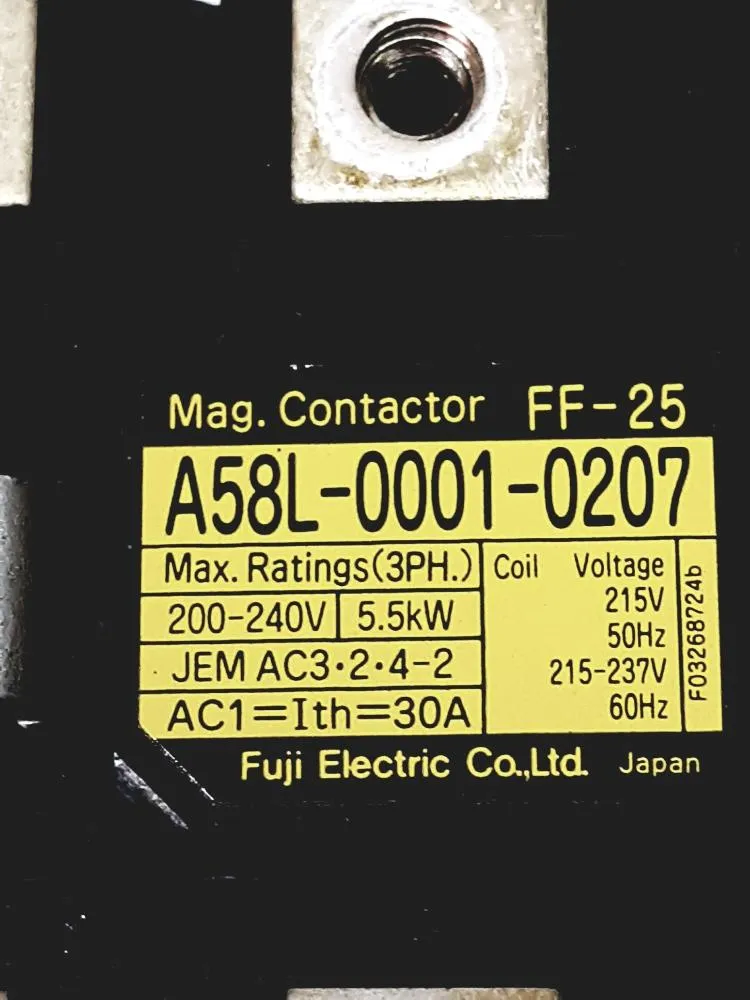 Mag. Contactor FF-25
A58L-0001-0207
Max. Ratings(3PH.)
200-240V 5.5kW
JEM AC3・2・4-2
AC1=Ith=30A
Coil Voltage
215V
50Hz
215-237V
60Hz
F03268724b
Fuji Electric Co.,Ltd. Japan